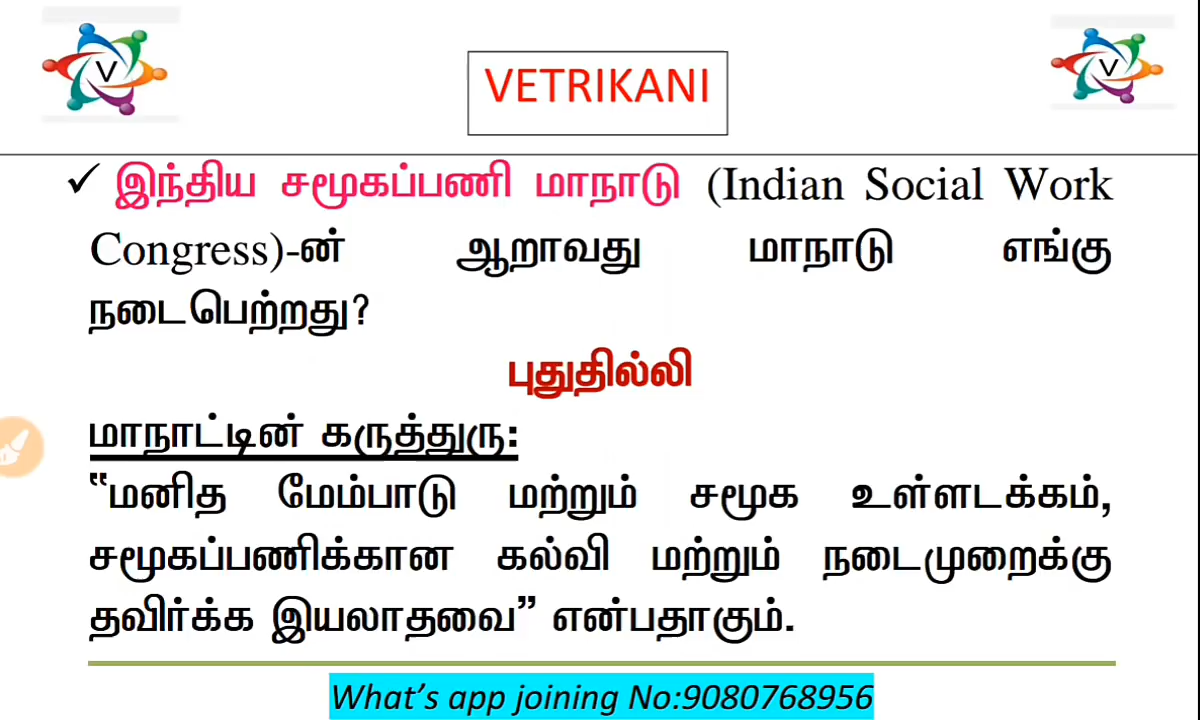 V
VETRIKANI
V
✓ இந்திய சமூகப்பணி மாநாடு (Indian Social Work
Congress)-ன் ஆறாவது மாநாடு எங்கு
நடைபெற்றது?
புதுதில்லி
மாநாட்டின் கருத்துரு:
“மனித மேம்பாடு மற்றும் சமூக உள்ளடக்கம்,
சமூகப்பணிக்கான கல்வி மற்றும் நடைமுறைக்கு
தவிர்க்க இயலாதவை” என்பதாகும்.
What’s app joining No:9080768956